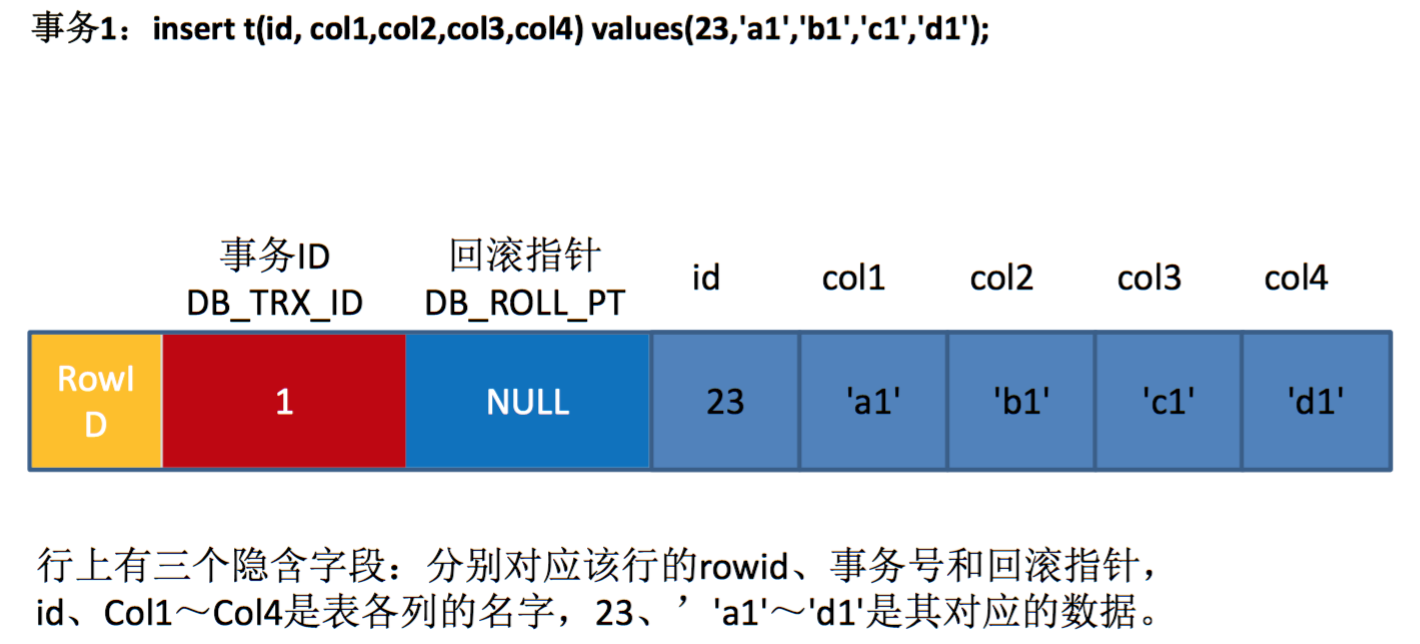 事务1：insert t(id, col1,col2,col3,col4) values(23,'a1','b1','c1','d1');
事务ID
DB_TRX_ID
回滚指针
DB_ROLL_PT
id
col1
col2
col3
col4
RowI
D
1
NULL
23
'a1'
'b1'
'c1'
'd1'
行上有三个隐含字段：分别对应该行的rowid、事务号和回滚指针，
id、Col1～Col4是表各列的名字，23、’'a1'～'d1'是其对应的数据。